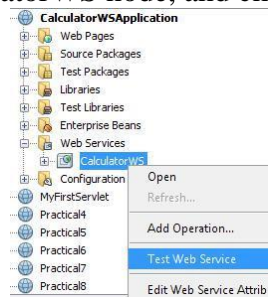 CalculatorWSApplication
Web Pages
Source Packages
Test Packages
Libraries
Test Libraries
Enterprise Beans
Web Services
CalculatorWS
Configuration
Open
MyFirstServlet
Refresh...
Practical4
Practical5
Add Operation...
Practical6
Practical7
Test Web Service
Practical8
Edit Web Service Attrib